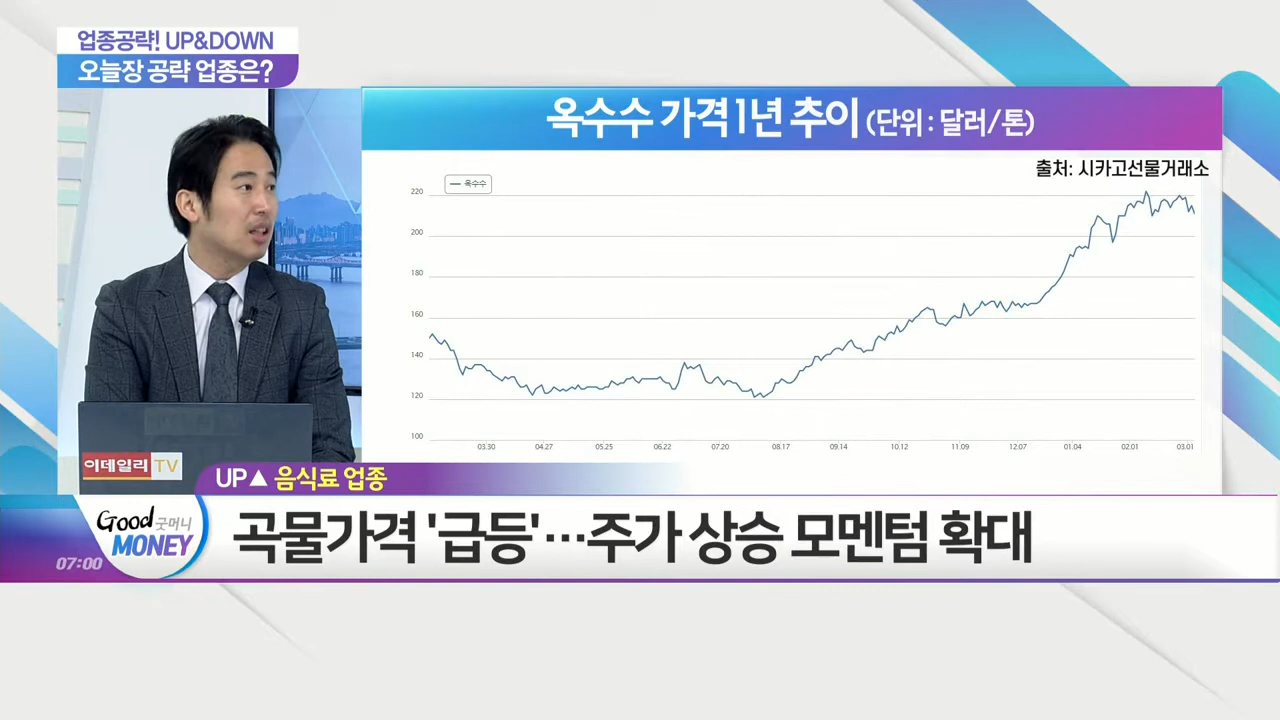 업종공략! UP&DOWN
오늘장 공략 업종은?
옥수수 가격 1년 추이 (단위 : 달러/톤)
출처: 시카고선물거래소
옥수수
220
200
180
160
140
120
100
03.30 04.27 05.25 06.22 07.20 08.17 09.14 10.12 11.09 12.07 01.04 02.01 03.01
이데일리 TV
UP▲ 음식료 업종
Good 굿머니
MONEY
07:00
곡물가격 '급등'…주가 상승 모멘텀 확대